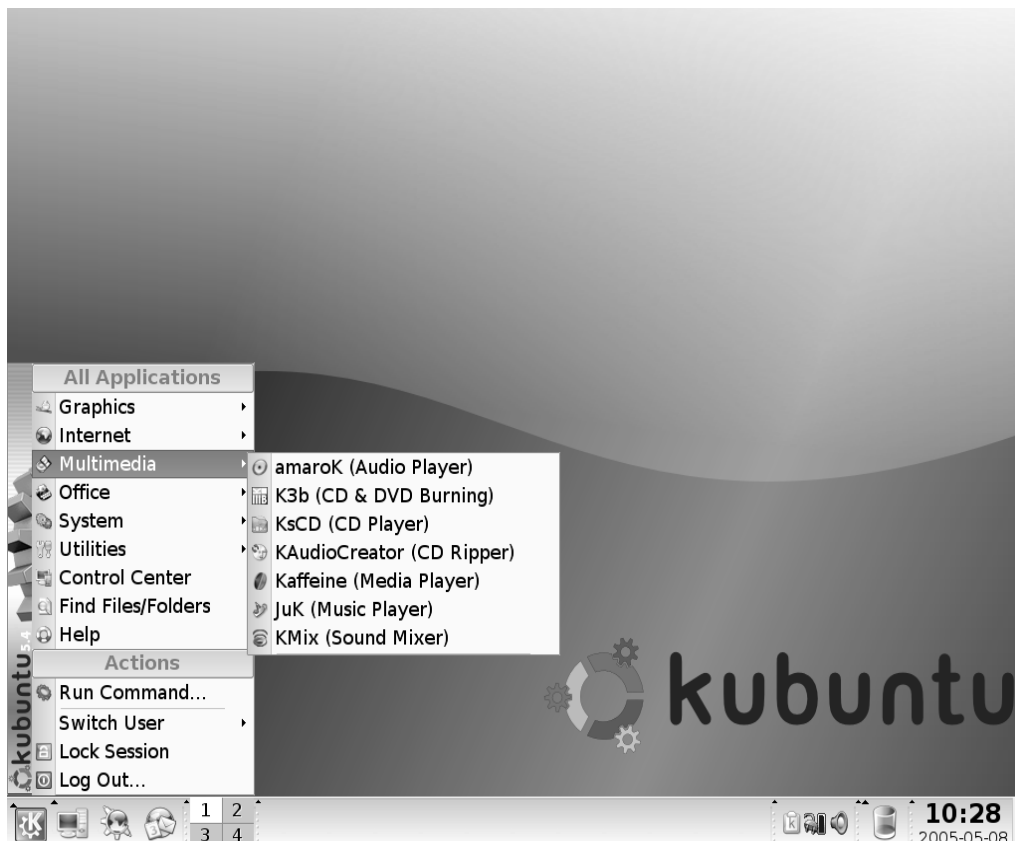 All Applications
Graphics
Internet
Multimedia
Office
System
Utilities
Control Center
Find Files/Folders
Help
Actions
Run Command...
Switch User
Lock Session
Log Out...
amaroK (Audio Player)
K3b (CD & DVD Burning)
KsCD (CD Player)
KAudioCreator (CD Ripper)
Kaffeine (Media Player)
JuK (Music Player)
KMix (Sound Mixer)
kubuntu 5.4
kubuntu
1 2
3 4
10:28
2005-05-08